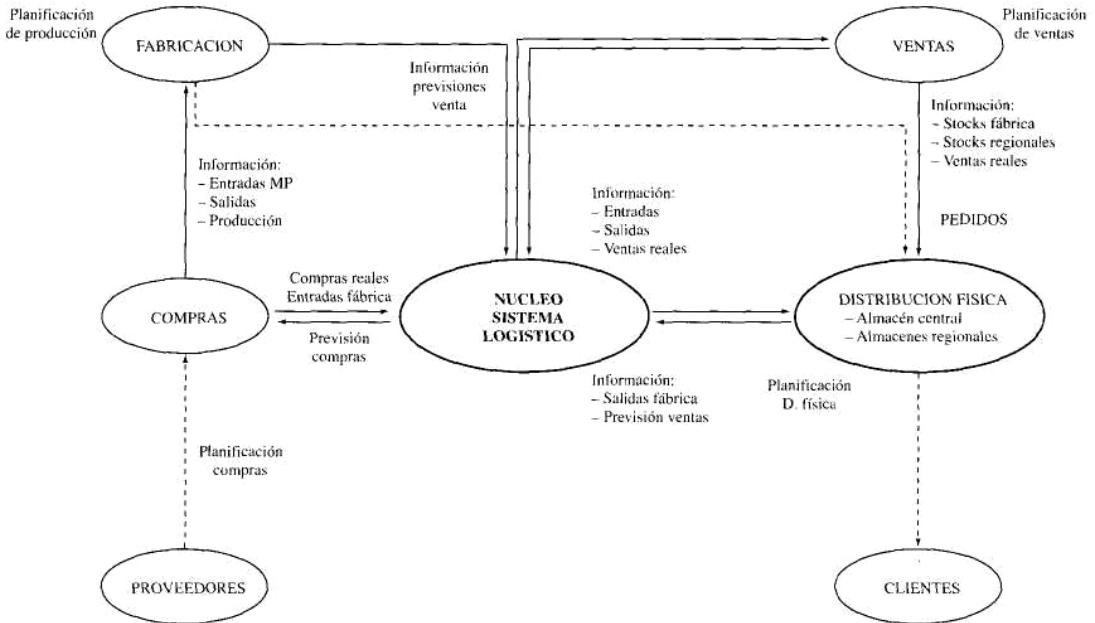 Planificación
de producción
FABRICACION
Información
previsiones
venta
VENTAS
Planificación
de ventas
Información:
– Stocks fábrica
– Stocks regionales
– Ventas reales
PEDIDOS
Información:
– Entradas MP
– Salidas
– Producción
Información:
– Entradas
– Salidas
– Ventas reales
COMPRAS
Compras reales
Entradas fábrica
Previsión
compras
NUCLEO
SISTEMA
LOGISTICO
DISTRIBUCION FISICA
– Almacén central
– Almacenes regionales
Información:
– Salidas fábrica
– Previsión ventas
Planificación
D. física
Planificación
compras
PROVEEDORES
CLIENTES